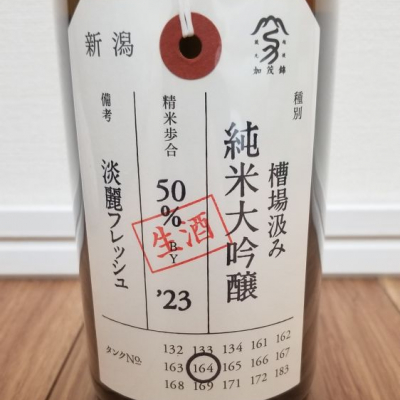 新潟
加茂錦
種別
槽場汲み
純米大吟醸
精米歩合
50%
BY
'23
生酒
備考
淡麗フレッシュ
タンクNO.
132 133 134 161 162
163 164 165 166 167
168 169 171 172 183